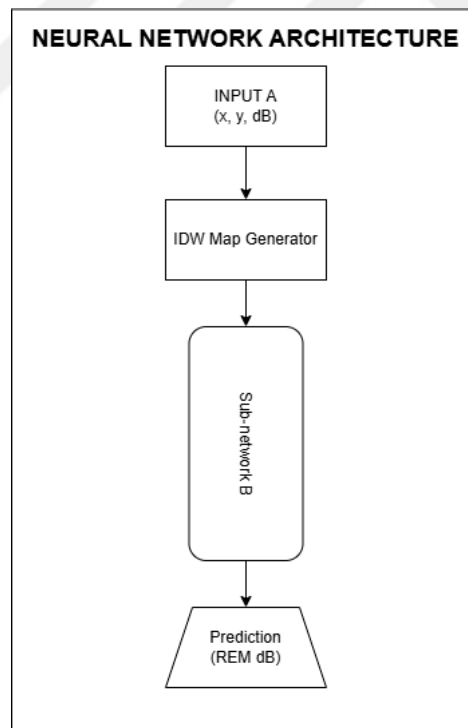 NEURAL NETWORK ARCHITECTURE
INPUT A
(x, y, dB)
IDW Map Generator
Sub-network B
Prediction
(REM dB)